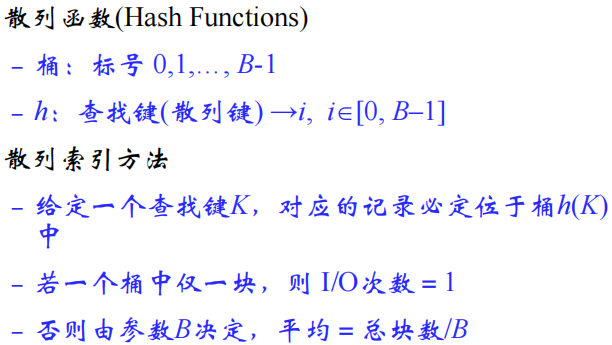 散列函数(Hash Functions)
– 桶：标号 0,1,…, B-1
– h：查找键(散列键) →i, i∈[0, B–1]
散列索引方法
– 给定一个查找键K，对应的记录必定位于桶h(K)
中
– 若一个桶中仅一块，则 I/O次数 = 1
– 否则由参数B决定，平均 = 总块数/B